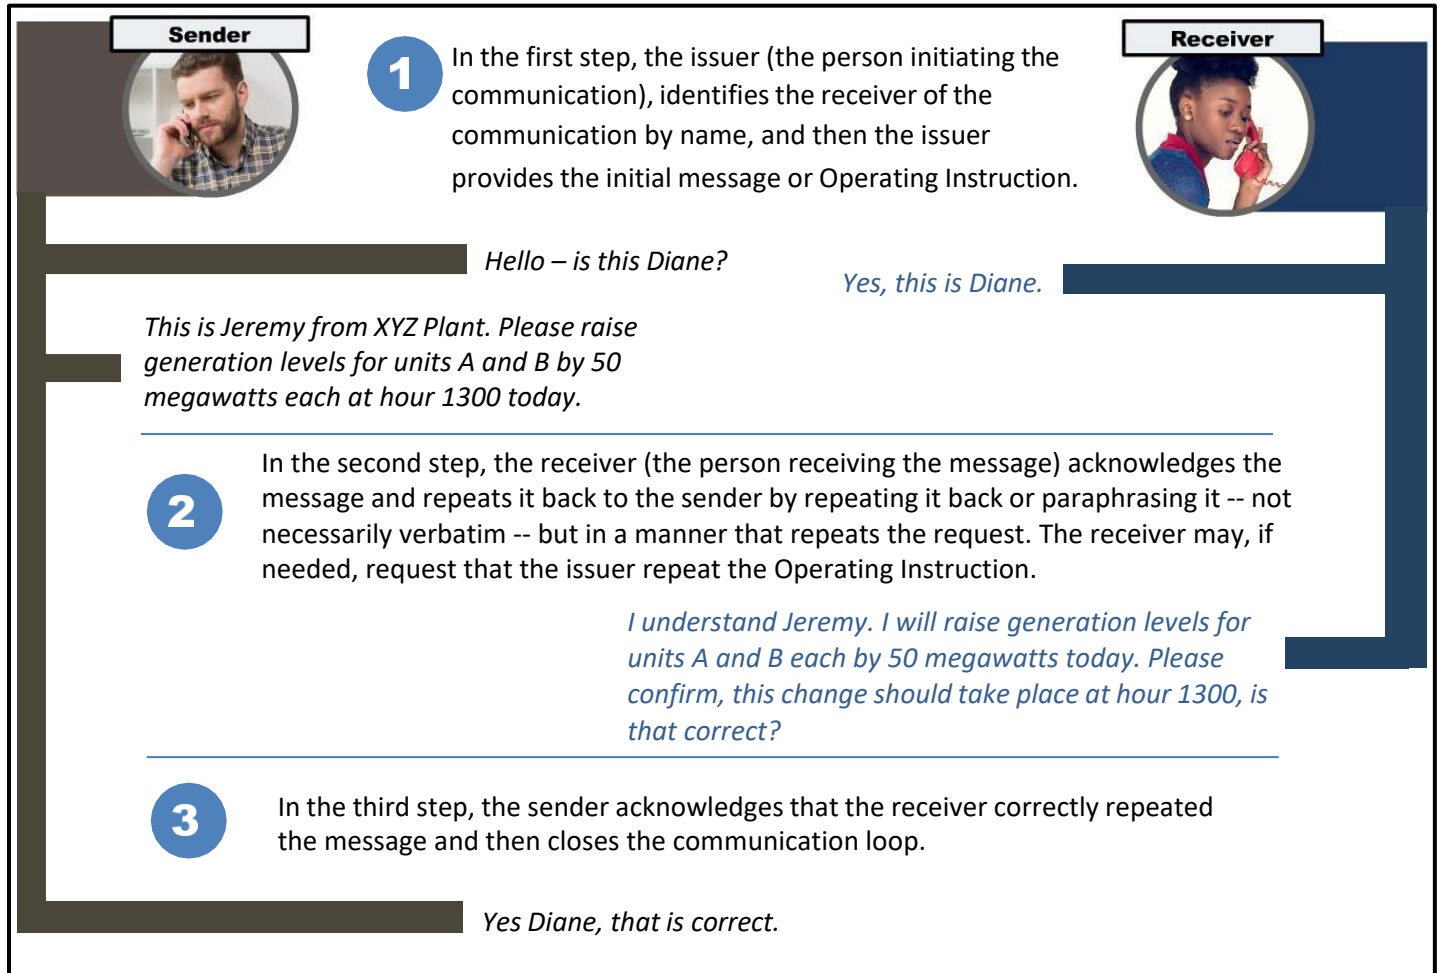 Sender
Receiver
1
In the first step, the issuer (the person initiating the
communication), identifies the receiver of the
communication by name, and then the issuer
provides the initial message or Operating Instruction.
Hello – is this Diane?
Yes, this is Diane.
This is Jeremy from XYZ Plant. Please raise
generation levels for units A and B by 50
megawatts each at hour 1300 today.
2
In the second step, the receiver (the person receiving the message) acknowledges the
message and repeats it back to the sender by repeating it back or paraphrasing it -- not
necessarily verbatim -- but in a manner that repeats the request. The receiver may, if
needed, request that the issuer repeat the Operating Instruction.
I understand Jeremy. I will raise generation levels for
units A and B each by 50 megawatts today. Please
confirm, this change should take place at hour 1300, is
that correct?
3
In the third step, the sender acknowledges that the receiver correctly repeated
the message and then closes the communication loop.
Yes Diane, that is correct.